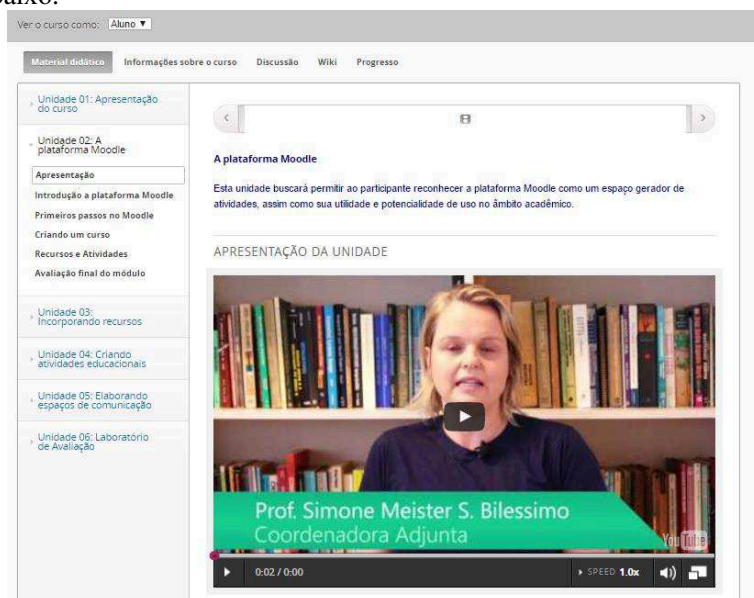 baixo:
Ver o curso como: Aluno ▼
Material didático Informações sobre o curso Discussão Wiki Progresso
Unidade 01: Apresentação
do curso
Unidade 02: A
plataforma Moodle
Apresentação
Introdução a plataforma Moodle
Primeiros passos no Moodle
Criando um curso
Recursos e Atividades
Avaliação final do módulo
Unidade 03:
Incorporando recursos
Unidade 04: Criando
atividades educacionais
Unidade 05: Elaborando
espaços de comunicação
Unidade 06: Laboratório
de Avaliação
A plataforma Moodle
Esta unidade buscará permitir ao participante reconhecer a plataforma Moodle como um espaço gerador de
atividades, assim como sua utilidade e potencialidade de uso no âmbito acadêmico.
APRESENTAÇÃO DA UNIDADE
Prof. Simone Meister S. Bilessimo
Coordenadora Adjunta
YouTube
0:02 / 0:00 SPEED 1.0x